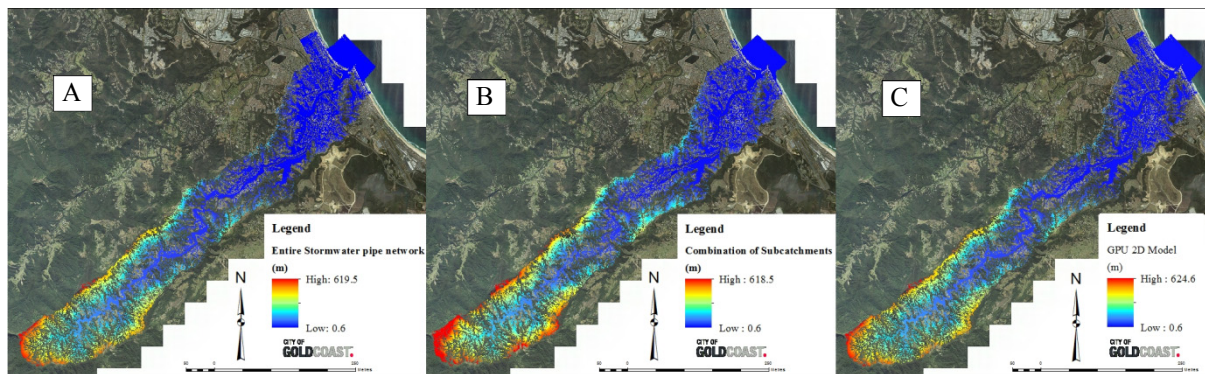 A
Legend
Entire Stormwater pipe network
(m)
High: 619.5
Low: 0.6
N
CITY OF
GOLDCOAST.
B
Legend
Combination of Subcatchments
(m)
High : 618.5
Low : 0.6
N
CITY OF
GOLDCOAST.
C
Legend
GPU 2D Model
(m)
High : 624.6
Low : 0.6
N
CITY OF
GOLDCOAST.